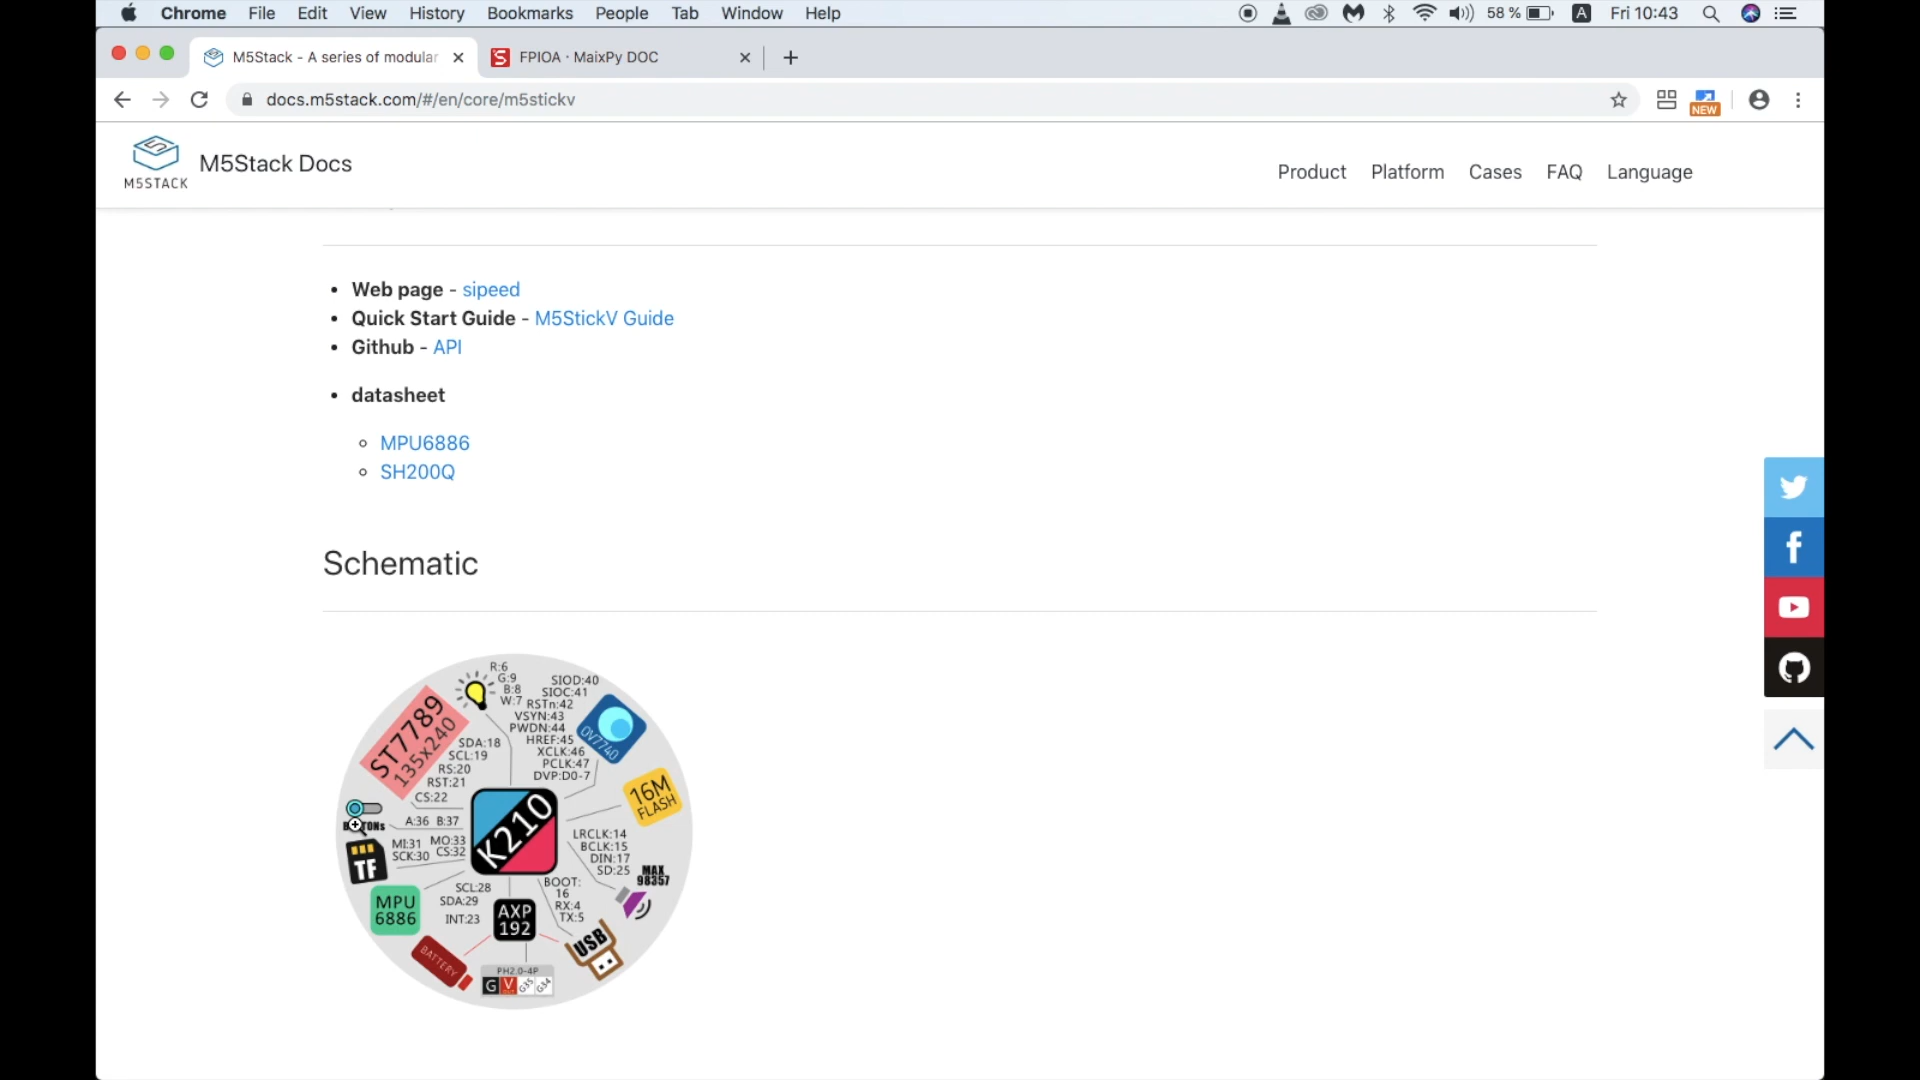 Chrome File Edit View History Bookmarks People Tab Window Help 58 % A Fri 10:43
M5Stack - A series of modular FPIOA · MaixPy DOC
docs.m5stack.com/#/en/core/m5stickv NEW
M5STACK
M5Stack Docs
Product Platform Cases FAQ Language
Web page - sipeed
Quick Start Guide - M5StickV Guide
Github - API
datasheet
MPU6886
SH200Q
Schematic
R:6
G:9
B:8
W:7
SIOD:40
SIOC:41
RSTn:42
VSYN:43
PWDN:44
HREF:45
XCLK:46
PCLK:47
DVP:D0-7
OV7740
ST7789
135x240
SDA:18
SCL:19
RS:20
RST:21
CS:22
16M
FLASH
K210
A:36 B:37
MI:31 MO:33
SCK:30 CS:32
TF
LRCLK:14
BCLK:15
DIN:17
SD:25
MAX
98357
MPU
6886
SCL:28
SDA:29
INT:23
AXP
192
BOOT:
16
RX:4
TX:5
USB
BATTERY
PH2.0-4P
G V G35 G34